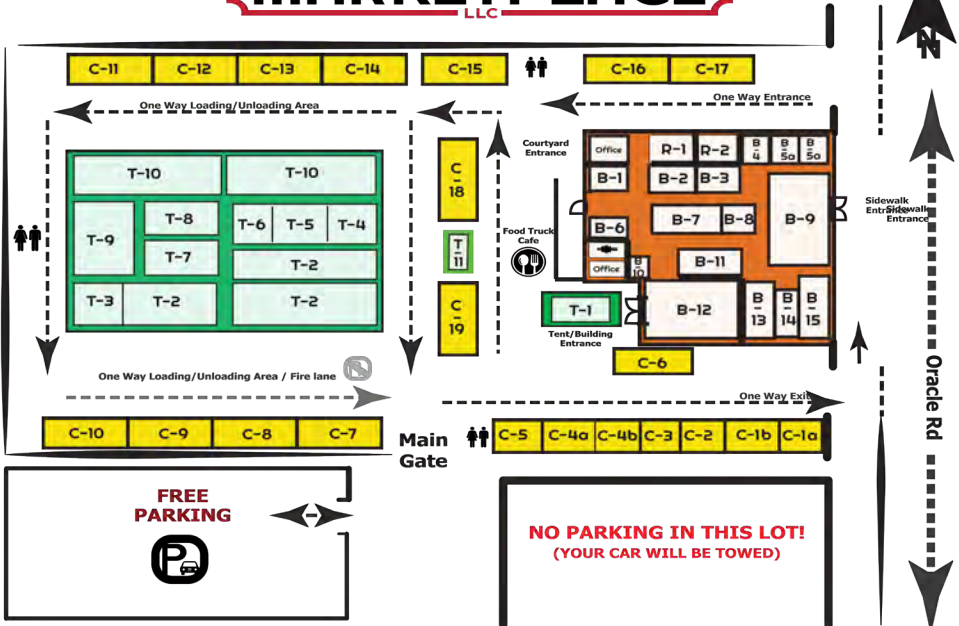 MARKETPLACE
LLC
N
C-11
C-12
C-13
C-14
C-15
C-16
C-17
One Way Loading/Unloading Area
One Way Entrance
Courtyard
Entrance
Office
R-1
R-2
B
4
B
5a
B
5a
B-1
B-2
B-3
B-6
B-7
B-8
B-9
Sidewalk
Entrance
Sidewalk
Entrance
Office
B
10
B-11
B-12
B
13
B
14
B
15
T-10
T-10
T-9
T-8
T-7
T-6
T-5
T-4
T-2
T-3
T-2
T-2
C
18
T
11
C
19
Food Truck
Cafe
T-1
Tent/Building
Entrance
C-6
One Way Loading/Unloading Area / Fire lane
One Way Exit
Oracle Rd
C-10
C-9
C-8
C-7
Main
Gate
C-5
C-4a
C-4b
C-3
C-2
C-1b
C-1a
FREE
PARKING
P
NO PARKING IN THIS LOT!
(YOUR CAR WILL BE TOWED)